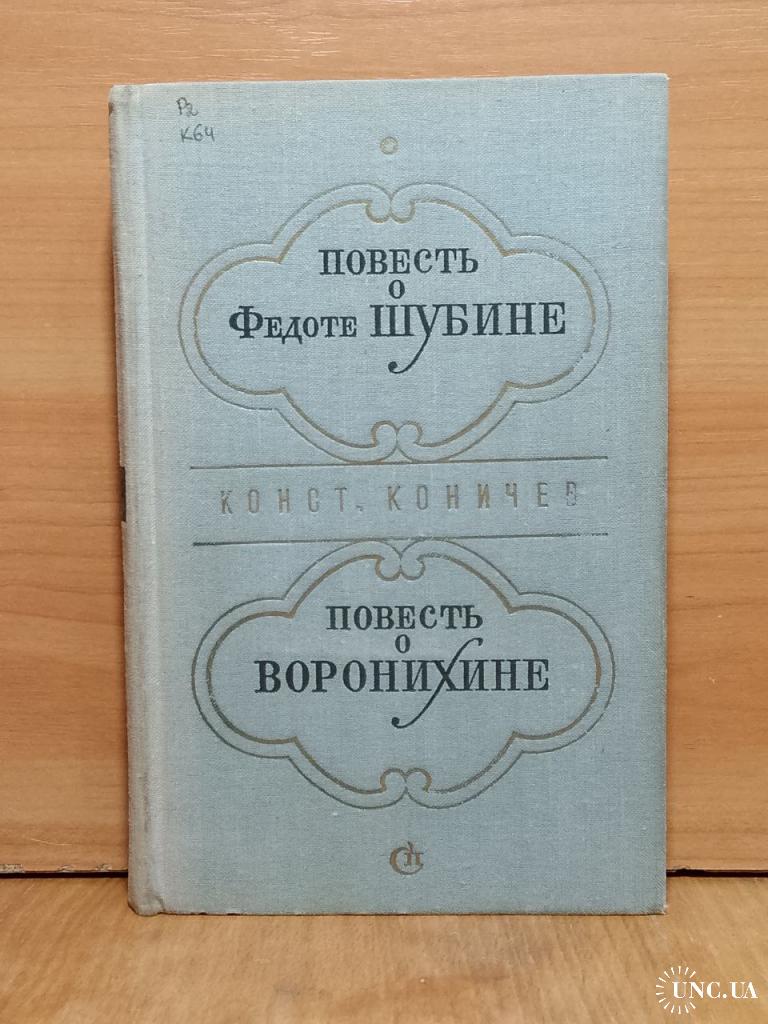 Р2
К64
ПОВЕСТЬ
О
ФЕДОТЕ ШУБИНЕ
КОНСТ. КОНИЧЕВ
ПОВЕСТЬ
О
ВОРОНИХИНЕ
UNC.UA